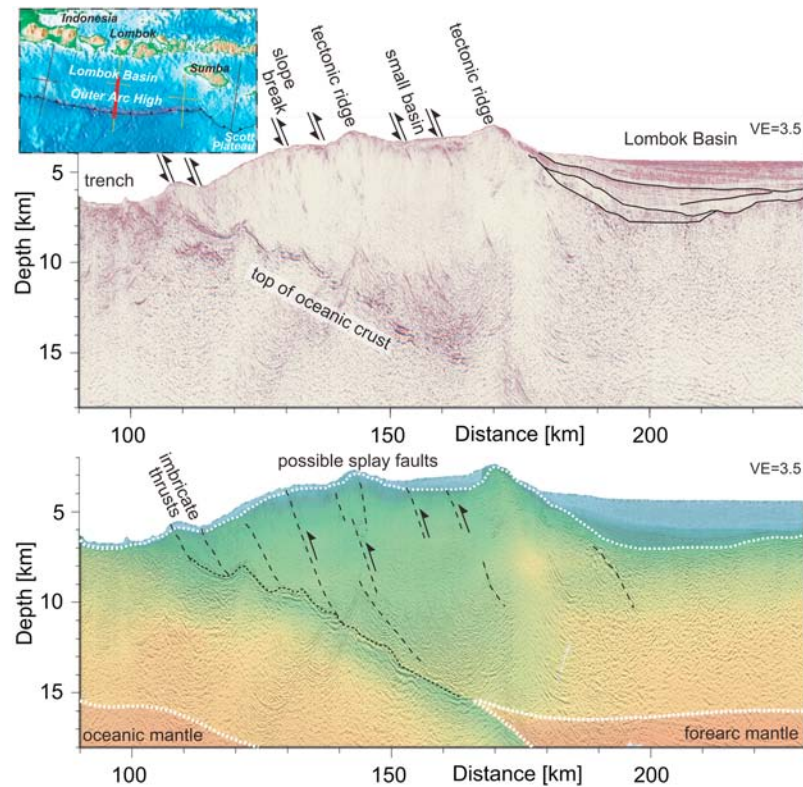 Indonesia
Lombok
Lombok Basin
Sumba
Outer Arc High
Scott
Plateau
slope
break
tectonic ridge
small
basin
tectonic ridge
VE=3.5
trench
Lombok Basin
top of oceanic crust
Depth [km]
5
10
15
100
150
Distance [km]
200
imbricate
thrusts
possible splay faults
VE=3.5
Depth [km]
5
10
15
oceanic mantle
forearc mantle
100
150
Distance [km]
200